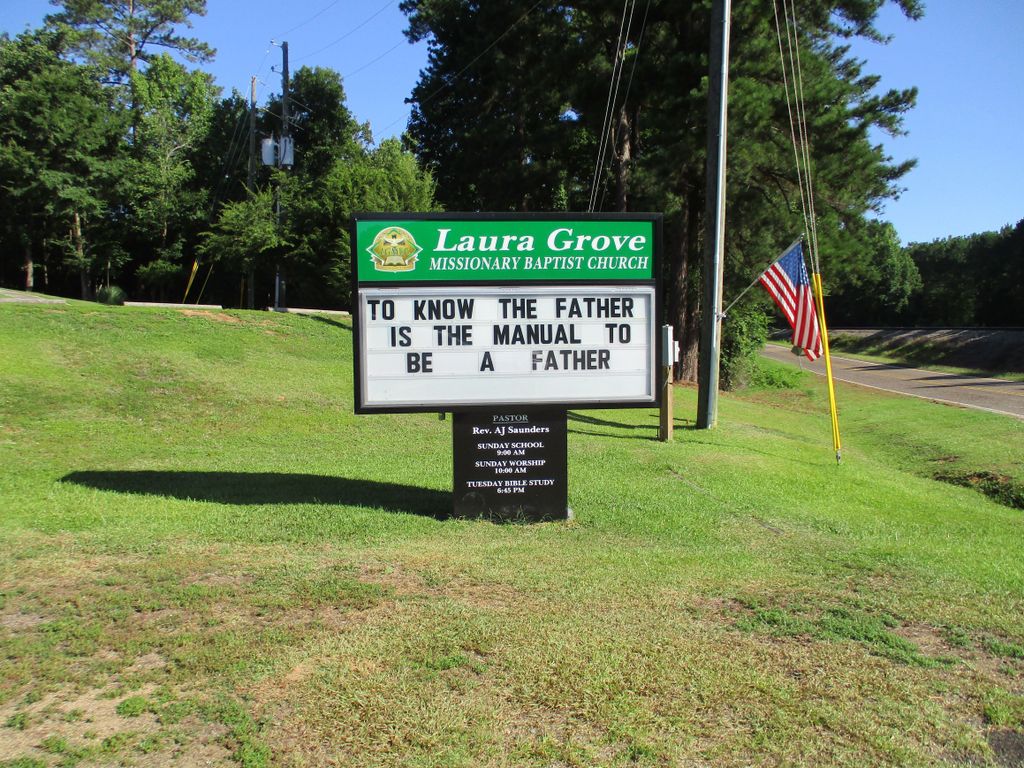 Laura Grove
MISSIONARY BAPTIST CHURCH
TO KNOW THE FATHER
IS THE MANUAL TO
BE A FATHER
PASTOR
Rev. AJ Saunders
SUNDAY SCHOOL
9:00 AM
SUNDAY WORSHIP
10:00 AM
TUESDAY BIBLE STUDY
6:45 PM